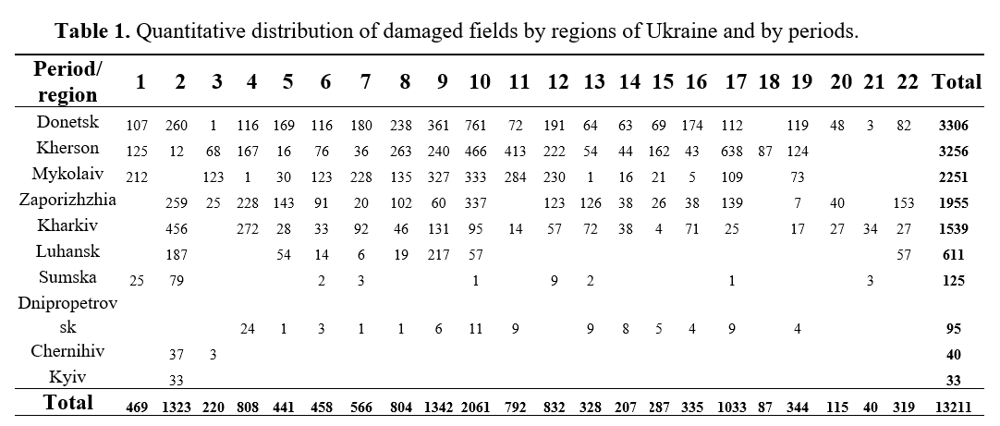 Table 1. Quantitative distribution of damaged fields by regions of Ukraine and by periods.
Period/
region 1 2 3 4 5 6 7 8 9 10 11 12 13 14 15 16 17 18 19 20 21 22 Total
Donetsk 107 260 1 116 169 116 180 238 361 761 72 191 64 63 69 174 112 119 48 3 82 3306
Kherson 125 12 68 167 16 76 36 263 240 466 413 222 54 44 162 43 638 87 124 3256
Mykolaiv 212 123 1 30 123 228 135 327 333 284 230 1 16 21 5 109 73 2251
Zaporizhzhia 259 25 228 143 91 20 102 60 337 123 126 38 26 38 139 7 40 153 1955
Kharkiv 456 272 28 33 92 46 131 95 14 57 72 38 4 71 25 17 27 34 27 1539
Luhansk 187 54 14 6 19 217 57 57 611
Sumska 25 79 2 3 1 9 2 1 3 125
Dnipropetrov
sk 24 1 3 1 1 6 11 9 9 8 5 4 9 4 95
Chernihiv 37 3 40
Kyiv 33 33
Total 469 1323 220 808 441 458 566 804 1342 2061 792 832 328 207 287 335 1033 87 344 115 40 319 13211